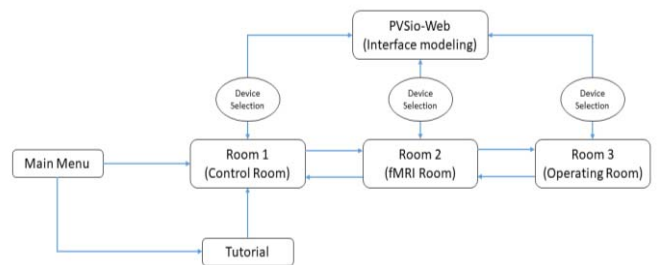 PVSio-Web
(Interface modeling)
Device
Selection
Device
Selection
Device
Selection
Main Menu
Room 1
(Control Room)
Room 2
(fMRI Room)
Room 3
(Operating Room)
Tutorial